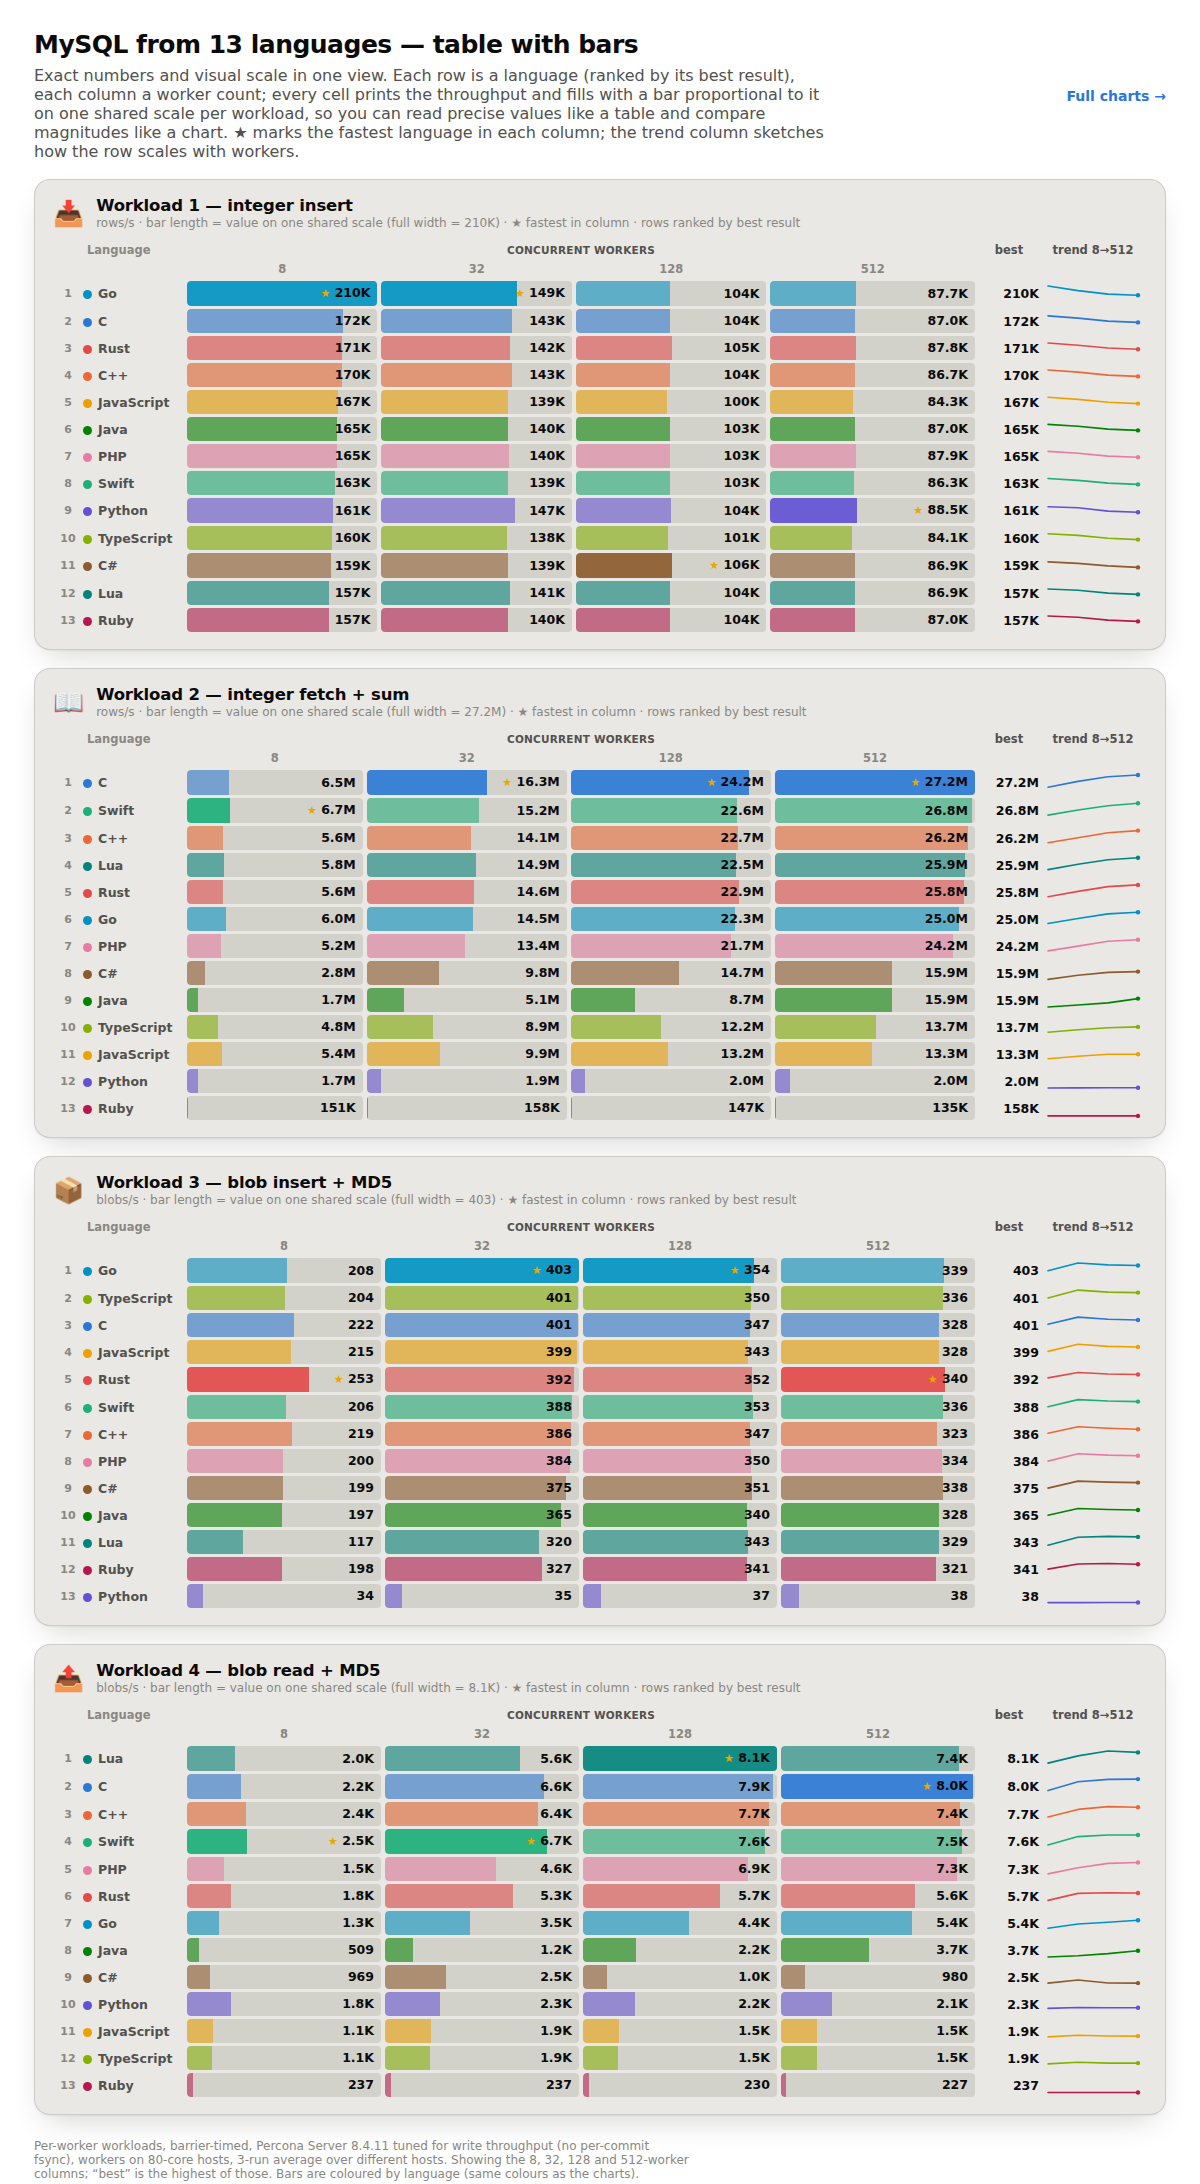 MySQL from 13 languages — table with bars
Exact numbers and visual scale in one view. Each row is a language (ranked by its best result),
each column a worker count; every cell prints the throughput and fills with a bar proportional to it
on one shared scale per workload, so you can read precise values like a table and compare
magnitudes like a chart. ★ marks the fastest language in each column; the trend column sketches
how the row scales with workers.
Full charts →
Workload 1 — integer insert
rows/s · bar length = value on one shared scale (full width = 210K) · ★ fastest in column · rows ranked by best result
Language CONCURRENT WORKERS best trend 8→512
8 32 128 512
1 Go ★ 210K ★ 149K 104K 87.7K 210K
2 C 172K 143K 104K 87.0K 172K
3 Rust 171K 142K 105K 87.8K 171K
4 C++ 170K 143K 104K 86.7K 170K
5 JavaScript 167K 139K 100K 84.3K 167K
6 Java 165K 140K 103K 87.0K 165K
7 PHP 165K 140K 103K 87.9K 165K
8 Swift 163K 139K 103K 86.3K 163K
9 Python 161K 147K 104K ★ 88.5K 161K
10 TypeScript 160K 138K 101K 84.1K 160K
11 C# 159K 139K ★ 106K 86.9K 159K
12 Lua 157K 141K 104K 86.9K 157K
13 Ruby 157K 140K 104K 87.0K 157K
Workload 2 — integer fetch + sum
rows/s · bar length = value on one shared scale (full width = 27.2M) · ★ fastest in column · rows ranked by best result
Language CONCURRENT WORKERS best trend 8→512
8 32 128 512
1 C 6.5M ★ 16.3M ★ 24.2M ★ 27.2M 27.2M
2 Swift ★ 6.7M 15.2M 22.6M 26.8M 26.8M
3 C++ 5.6M 14.1M 22.7M 26.2M 26.2M
4 Lua 5.8M 14.9M 22.5M 25.9M 25.9M
5 Rust 5.6M 14.6M 22.9M 25.8M 25.8M
6 Go 6.0M 14.5M 22.3M 25.0M 25.0M
7 PHP 5.2M 13.4M 21.7M 24.2M 24.2M
8 C# 2.8M 9.8M 14.7M 15.9M 15.9M
9 Java 1.7M 5.1M 8.7M 15.9M 15.9M
10 TypeScript 4.8M 8.9M 12.2M 13.7M 13.7M
11 JavaScript 5.4M 9.9M 13.2M 13.3M 13.3M
12 Python 1.7M 1.9M 2.0M 2.0M 2.0M
13 Ruby 151K 158K 147K 135K 158K
Workload 3 — blob insert + MD5
blobs/s · bar length = value on one shared scale (full width = 403) · ★ fastest in column · rows ranked by best result
Language CONCURRENT WORKERS best trend 8→512
8 32 128 512
1 Go 208 ★ 403 ★ 354 339 403
2 TypeScript 204 401 350 336 401
3 C 222 401 347 328 401
4 JavaScript 215 399 343 328 399
5 Rust ★ 253 392 352 ★ 340 392
6 Swift 206 388 353 336 388
7 C++ 219 386 347 323 386
8 PHP 200 384 350 334 384
9 C# 199 375 351 338 375
10 Java 197 365 340 328 365
11 Lua 117 320 343 329 343
12 Ruby 198 327 341 321 341
13 Python 34 35 37 38 38
Workload 4 — blob read + MD5
blobs/s · bar length = value on one shared scale (full width = 8.1K) · ★ fastest in column · rows ranked by best result
Language CONCURRENT WORKERS best trend 8→512
8 32 128 512
1 Lua 2.0K 5.6K ★ 8.1K 7.4K 8.1K
2 C 2.2K 6.6K 7.9K ★ 8.0K 8.0K
3 C++ 2.4K 6.4K 7.7K 7.4K 7.7K
4 Swift ★ 2.5K ★ 6.7K 7.6K 7.5K 7.6K
5 PHP 1.5K 4.6K 6.9K 7.3K 7.3K
6 Rust 1.8K 5.3K 5.7K 5.6K 5.7K
7 Go 1.3K 3.5K 4.4K 5.4K 5.4K
8 Java 509 1.2K 2.2K 3.7K 3.7K
9 C# 969 2.5K 1.0K 980 2.5K
10 Python 1.8K 2.3K 2.2K 2.1K 2.3K
11 JavaScript 1.1K 1.9K 1.5K 1.5K 1.9K
12 TypeScript 1.1K 1.9K 1.5K 1.5K 1.9K
13 Ruby 237 237 230 227 237
Per-worker workloads, barrier-timed, Percona Server 8.4.11 tuned for write throughput (no per-commit
fsync), workers on 80-core hosts, 3-run average over different hosts. Showing the 8, 32, 128 and 512-worker
columns; “best” is the highest of those. Bars are coloured by language (same colours as the charts).